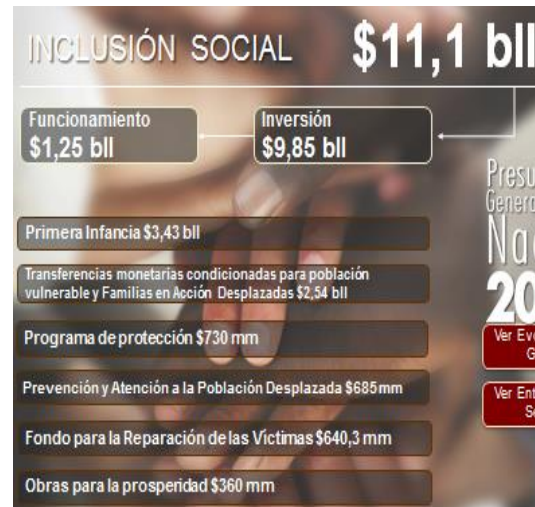 INCLUSIÓN SOCIAL $11,1 bll
Funcionamiento
$1,25 bll
Inversión
$9,85 bll
Primera Infancia $3,43 bll
Transferencias monetarias condicionadas para población
vulnerable y Familias en Acción Desplazadas $2,54 bll
Programa de protección $730 mm
Prevención y Atención a la Población Desplazada $685mm
Fondo para la Reparación de las Víctimas $640,3 mm
Obras para la prosperidad $360 mm
Ver
Ver